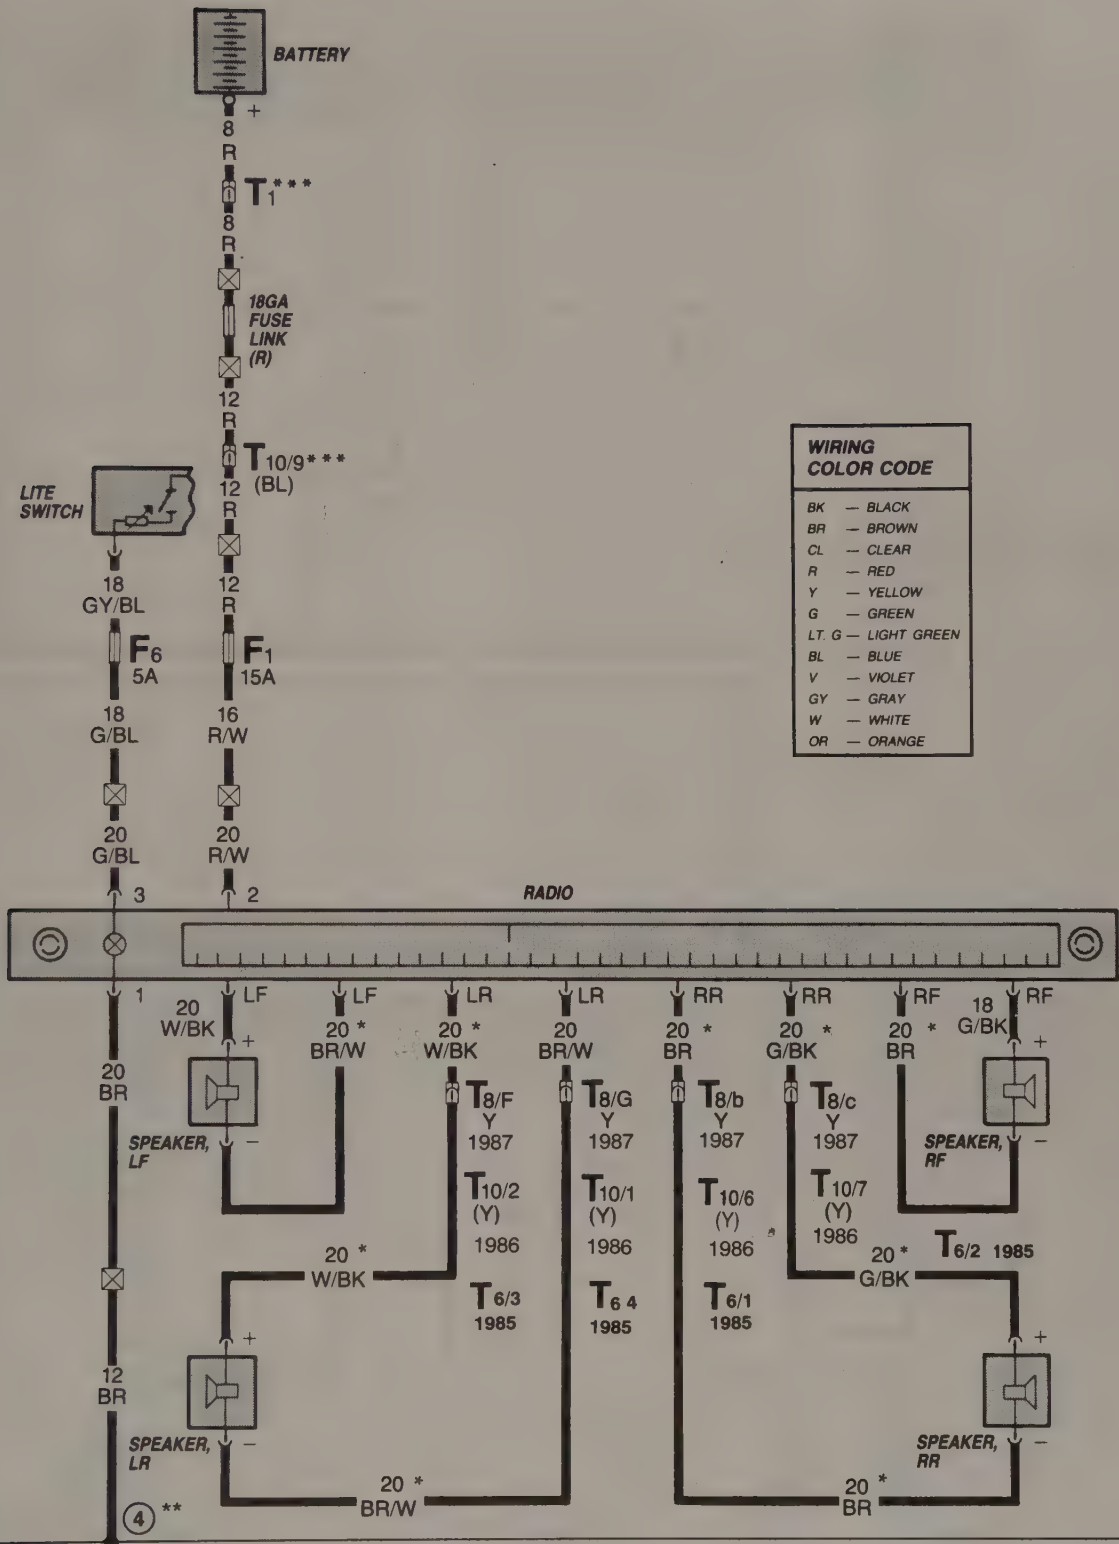 BATTERY
+
8
R
T1***
8
R
18GA
FUSE
LINK
(R)
12
R
T10/9***
(BL)
12
R
LITE
SWITCH
18
GY/BL
12
R
F6
5A
F1
15A
18
G/BL
16
R/W
20
G/BL
20
R/W
3
2
WIRING
COLOR CODE
BK — BLACK
BR — BROWN
CL — CLEAR
R — RED
Y — YELLOW
G — GREEN
LT. G — LIGHT GREEN
BL — BLUE
V — VIOLET
GY — GRAY
W — WHITE
OR — ORANGE
RADIO
1
LF
LF
LR
LR
RR
RR
RF
RF
20
W/BK
20 *
BR/W
20 *
W/BK
20
BR/W
20 *
BR
20 *
G/BK
20 *
BR
18
G/BK
+
+
20
BR
SPEAKER,
LF
−
T8/F
Y
1987
T8/G
Y
1987
T8/b
Y
1987
T8/c
Y
1987
SPEAKER,
RF
−
T10/2
(Y)
1986
T10/1
(Y)
1986
T10/6
(Y)
1986
T10/7
(Y)
1986
T6/3
1985
T6 4
1985
T6/1
1985
T6/2 1985
20 *
W/BK
20 *
G/BK
+
+
12
BR
SPEAKER,
LR
−
SPEAKER,
RR
−
20 *
BR/W
20 *
BR
4 **